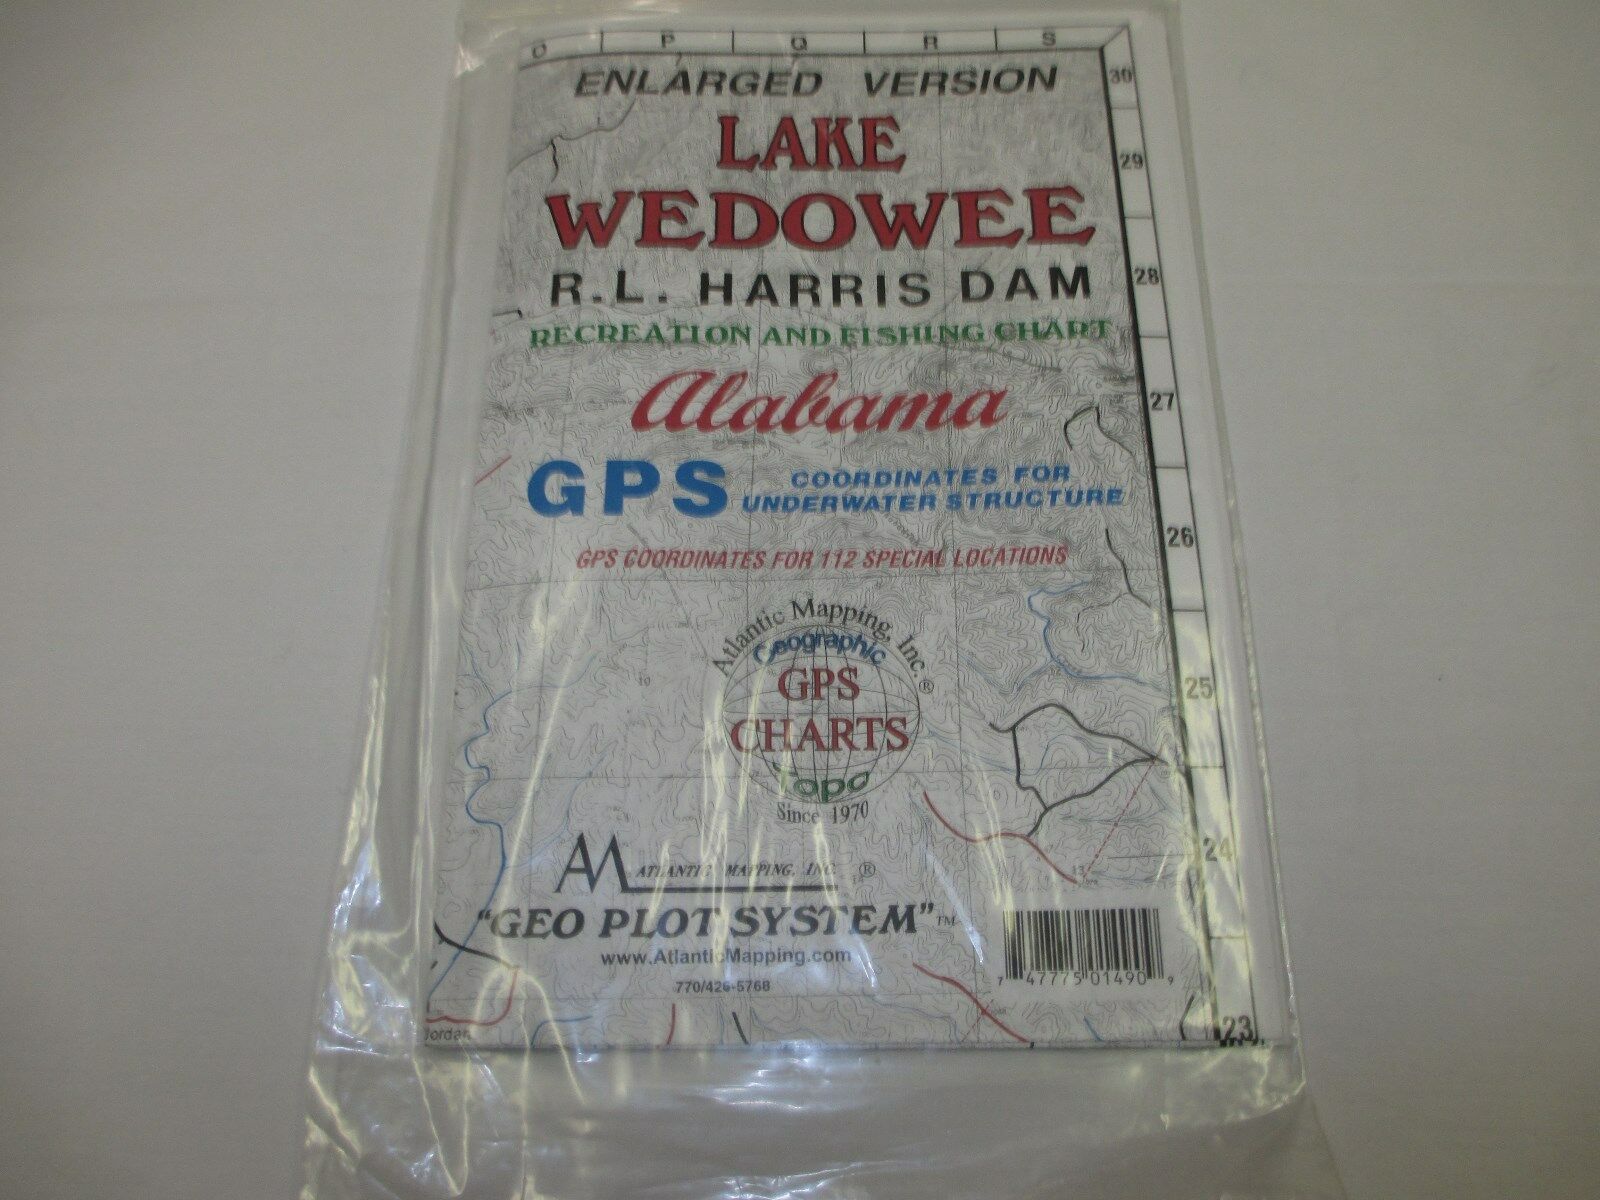 O P Q R S
30
ENLARGED VERSION
LAKE
29
WEDOWEE
R.L. HARRIS DAM
28
RECREATION AND FISHING CHART
Alabama
27
GPS COORDINATES FOR
UNDERWATER STRUCTURE
26
GPS COORDINATES FOR 112 SPECIAL LOCATIONS
Atlantic Mapping, Inc.®
Geographic
GPS
25
CHARTS
Topo
Since 1970
24
AM ATLANTIC MAPPING, INC. ®
"GEO PLOT SYSTEM"™
www.AtlanticMapping.com
770/426-5768
7 47775 01490 9
Jordan
23